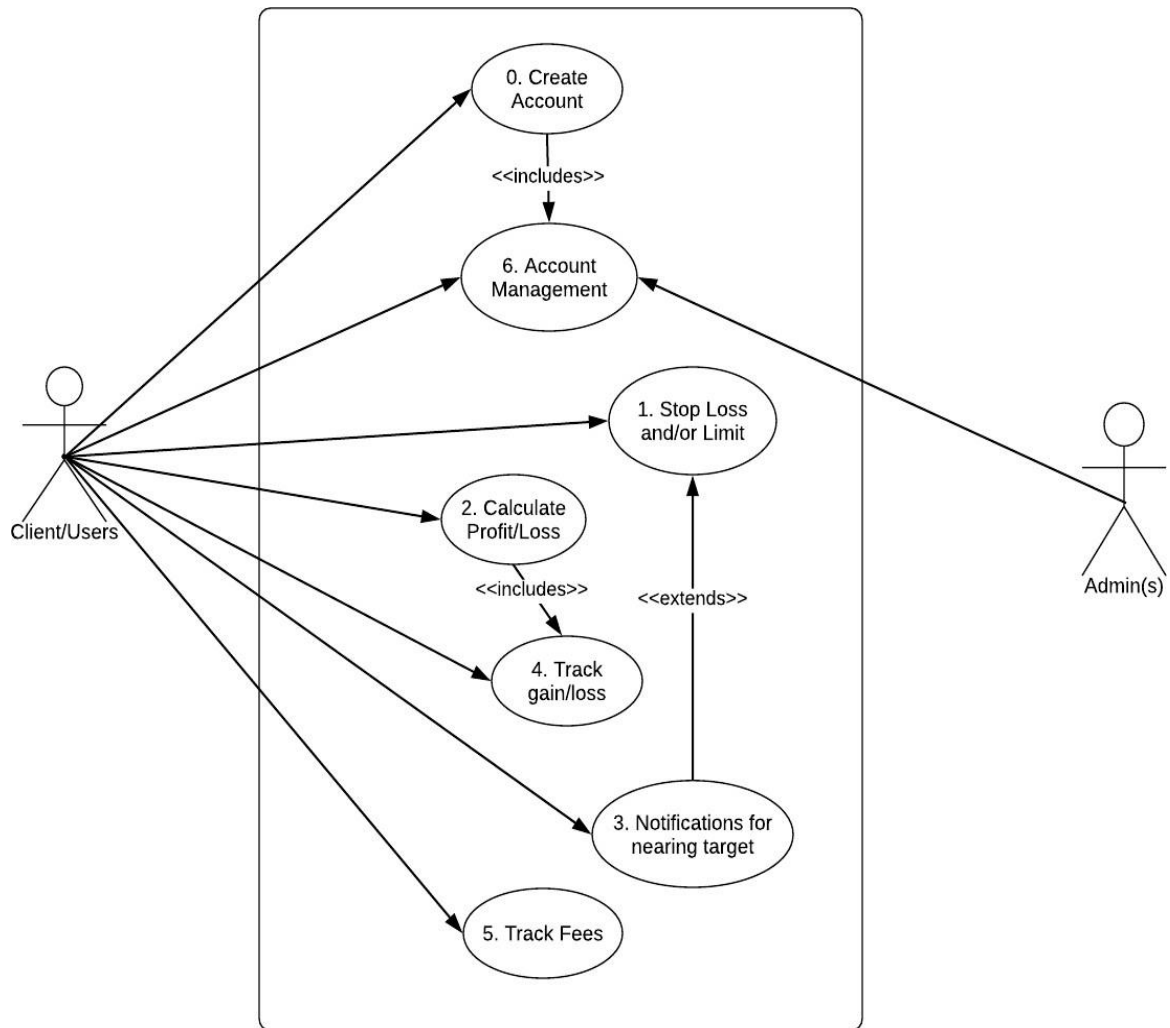 0. Create
Account
<<includes>>
6. Account
Management
1. Stop Loss
and/or Limit
2. Calculate
Profit/Loss
Client/Users
Admin(s)
<<includes>>
<<extends>>
4. Track
gain/loss
3. Notifications for
nearing target
5. Track Fees